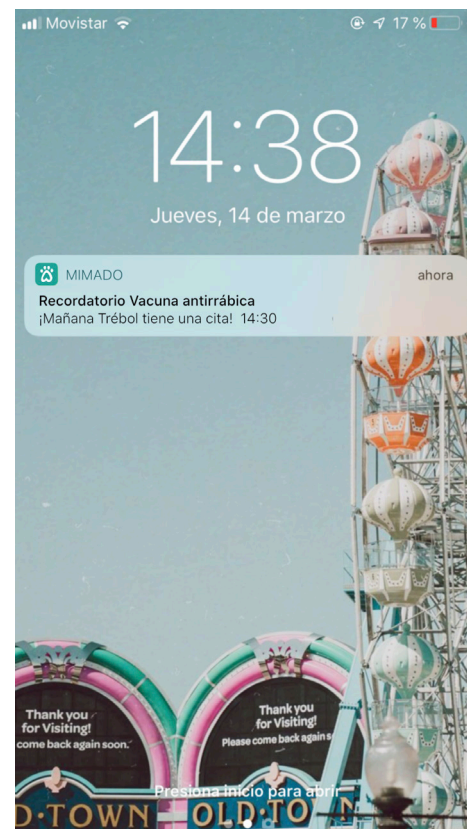 Movistar 17 %
14:38
Jueves, 14 de marzo
MIMADO ahora
Recordatorio Vacuna antirrábica
¡Mañana Trébol tiene una cita! 14:30
Thank you
for Visiting!
come back again soon.
Thank you
for Visiting!
Please come back again s
Presiona inicio para abrir
D·TOWN OLD·TO N